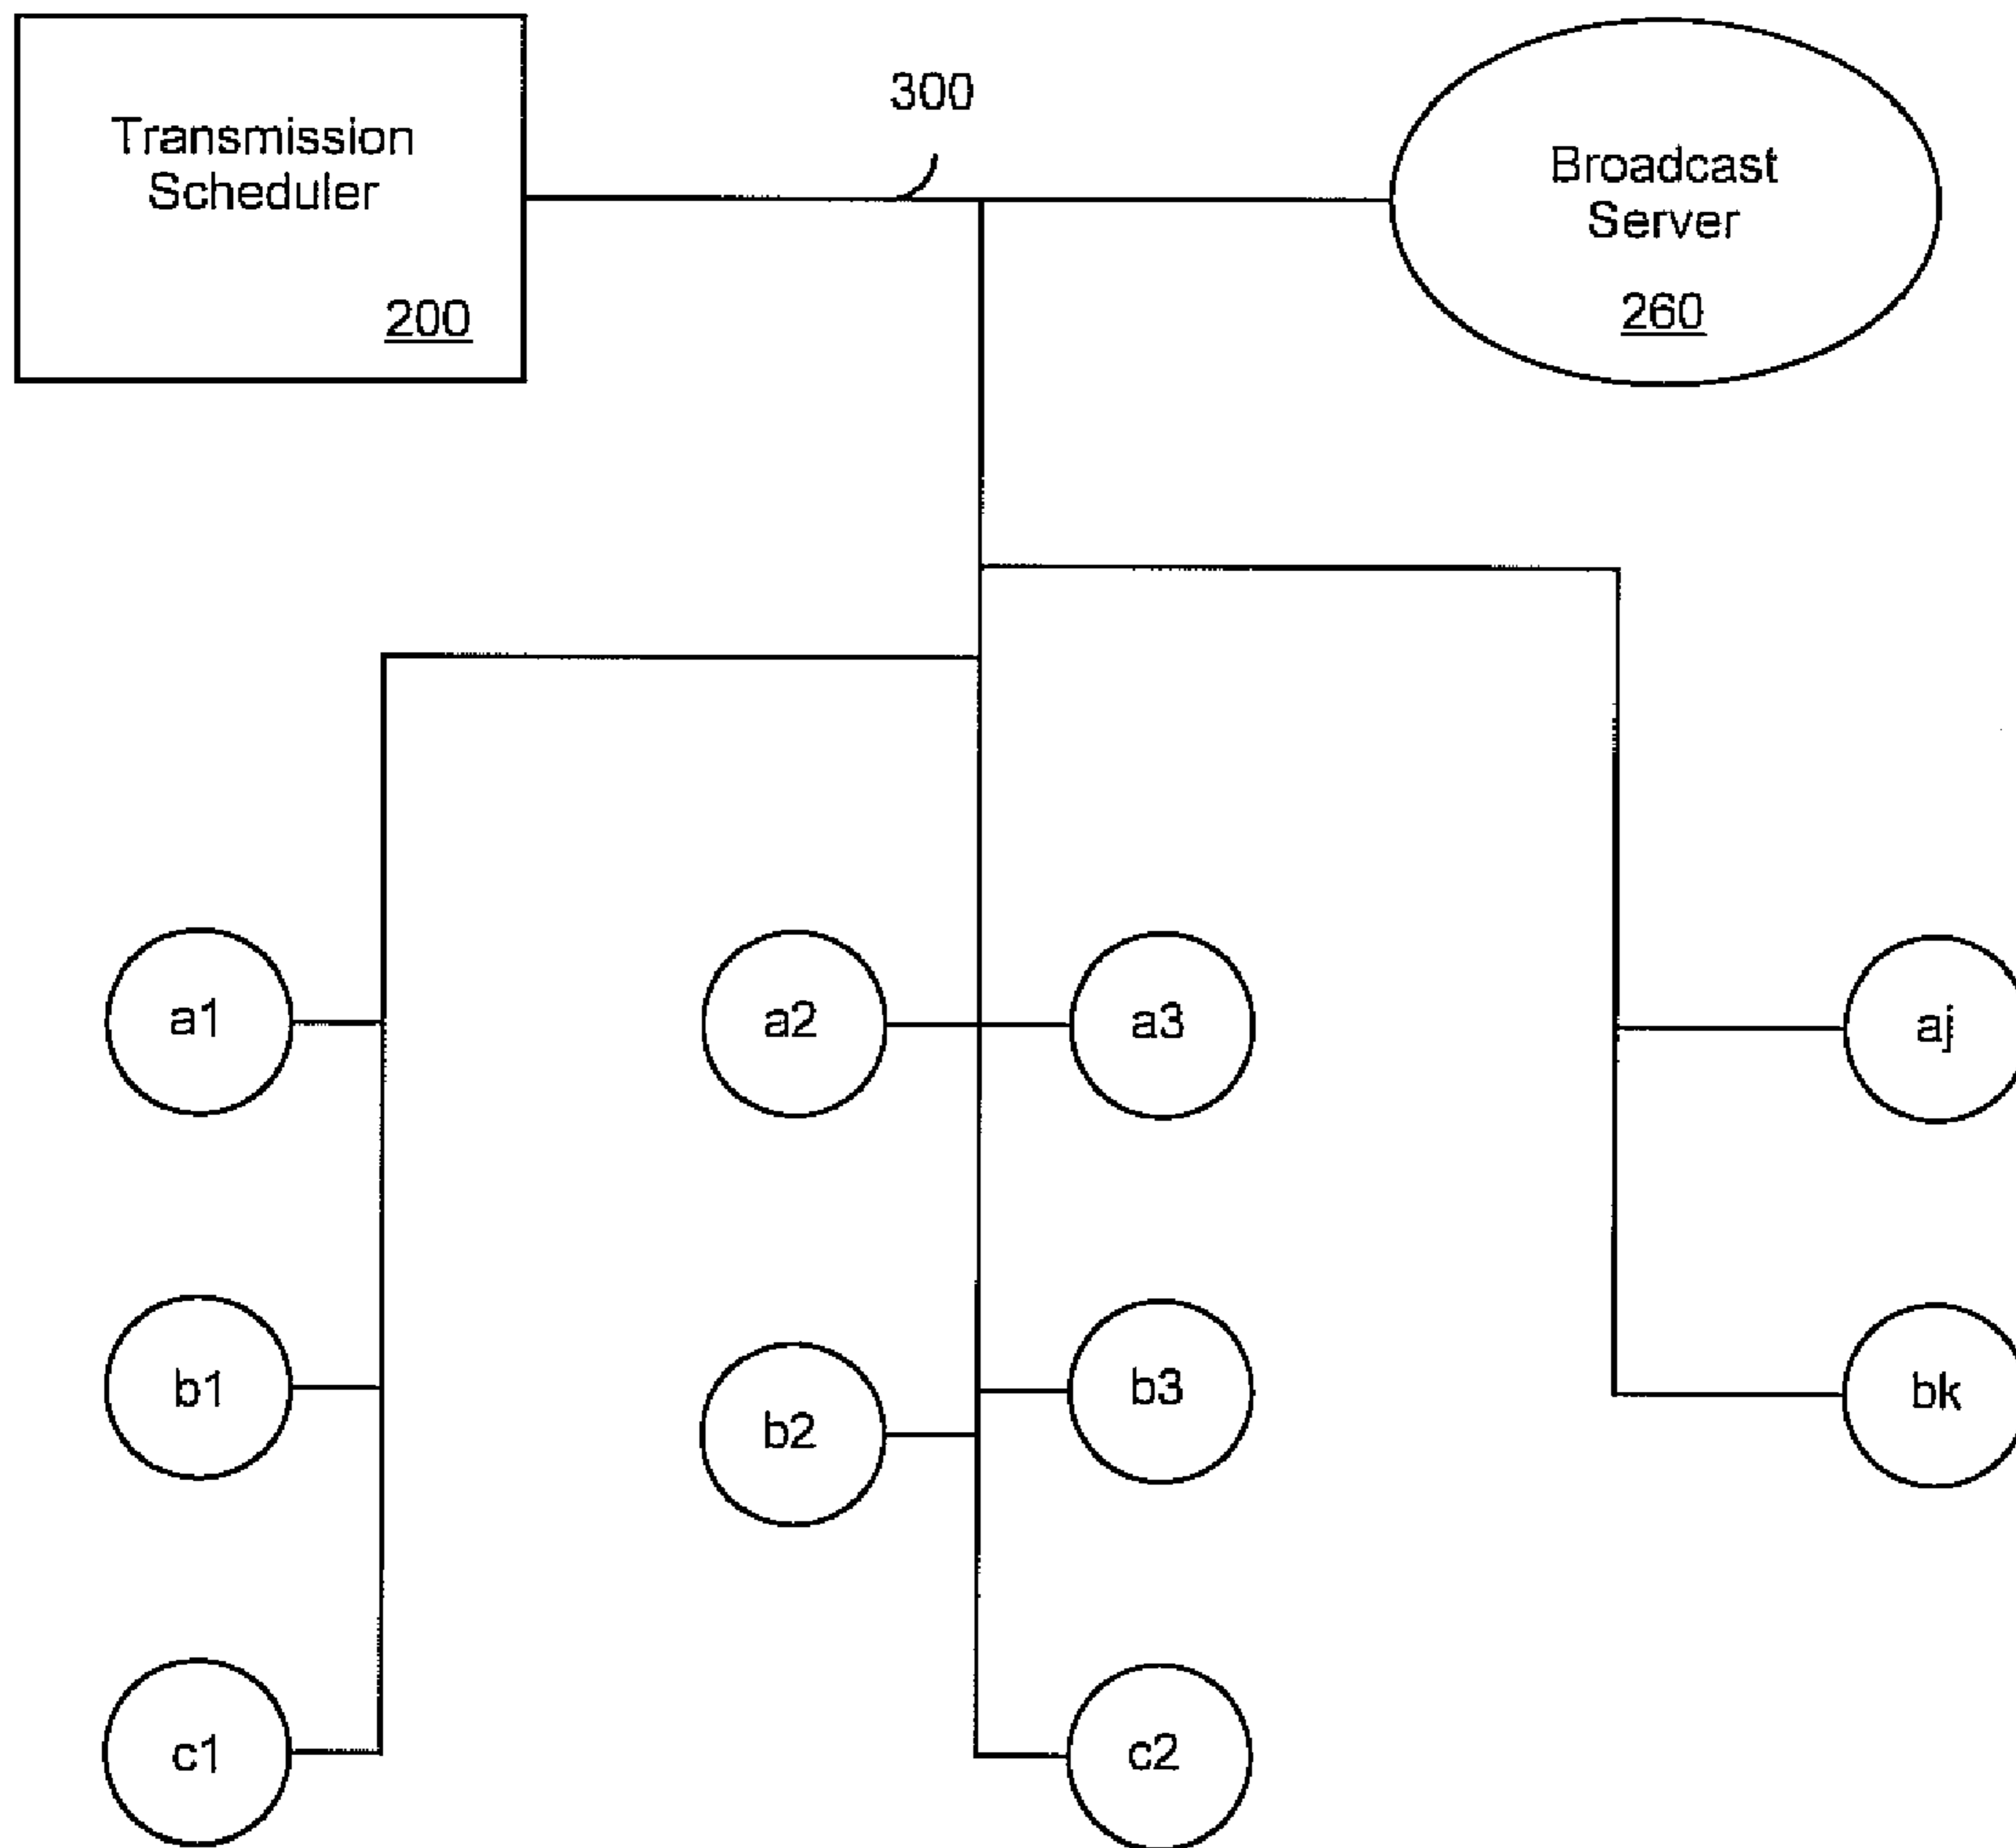 Transmission
Scheduler
200
300
Broadcast
Server
260
a1
a2
a3
aj
b1
b2
b3
bk
c1
c2